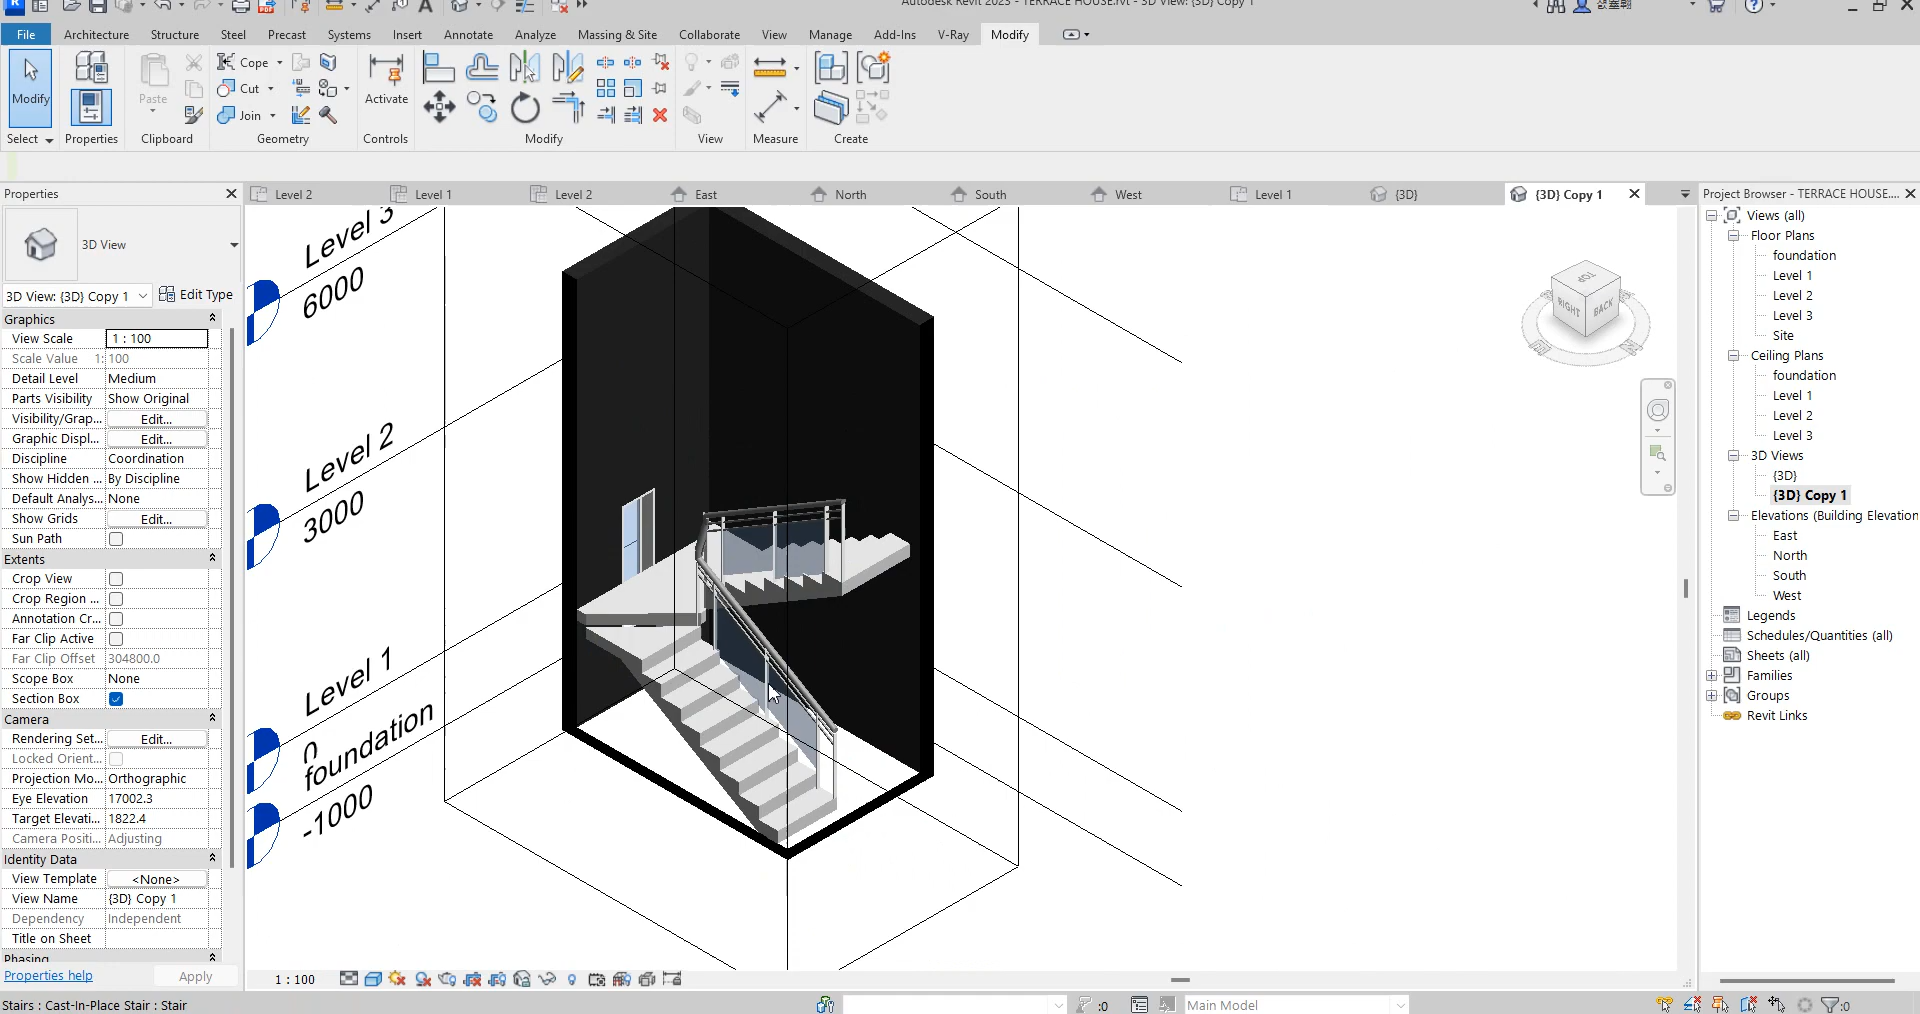 Autodesk Revit 2023 - TERRACE HOUSE.rvt - 3D View: {3D} Copy 1
File Architecture Structure Steel Precast Systems Insert Annotate Analyze Massing & Site Collaborate View Manage Add-Ins V-Ray Modify
Cope
Modify Paste Cut Activate
Join
Select Properties Clipboard Geometry Controls Modify View Measure Create
Properties
Level 2 Level 1 Level 2 East North South West Level 1 {3D} {3D} Copy 1
Project Browser - TERRACE HOUSE....
3D View
3D View: {3D} Copy 1 Edit Type
Graphics
View Scale 1 : 100
Scale Value 1: 100
Detail Level Medium
Parts Visibility Show Original
Visibility/Grap... Edit...
Graphic Displ... Edit...
Discipline Coordination
Show Hidden ... By Discipline
Default Analys... None
Show Grids Edit...
Sun Path
Extents
Crop View
Crop Region ...
Annotation Cr...
Far Clip Active
Far Clip Offset 304800.0
Scope Box None
Section Box
Camera
Rendering Set... Edit...
Locked Orient...
Projection Mo... Orthographic
Eye Elevation 17002.3
Target Elevati... 1822.4
Camera Positi... Adjusting
Identity Data
View Template <None>
View Name {3D} Copy 1
Dependency Independent
Title on Sheet
Phasing
Properties help Apply
Level 3
6000
Level 2
3000
Level 1
0
foundation
-1000
TOP
RIGHT BACK
Views (all)
Floor Plans
foundation
Level 1
Level 2
Level 3
Site
Ceiling Plans
foundation
Level 1
Level 2
Level 3
3D Views
{3D}
{3D} Copy 1
Elevations (Building Elevation
East
North
South
West
Legends
Schedules/Quantities (all)
Sheets (all)
Families
Groups
Revit Links
1 : 100
Stairs : Cast-In-Place Stair : Stair :0 Main Model :0